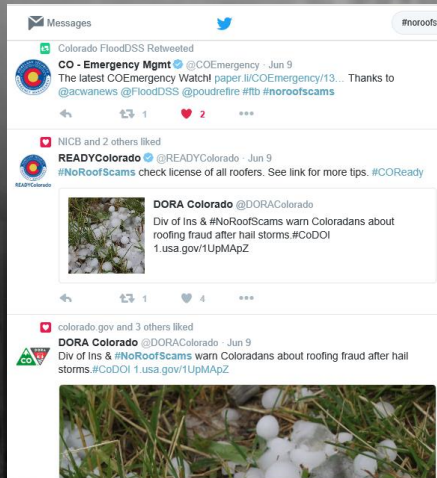 Messages
#noroofs
Colorado FloodDSS Retweeted
CO - Emergency Mgmt @COEmergency · Jun 9
The latest COEmergency Watch! paper.li/COEmergency/13... Thanks to
@acwanews @FloodDSS @poudrefire #ftb #noroofscams
1 2
NICB and 2 others liked
READYColorado @READYColorado · Jun 9
#NoRoofScams check license of all roofers. See link for more tips. #COReady
READYColorado
DORA Colorado @DORAColorado
Div of Ins & #NoRoofScams warn Coloradans about
roofing fraud after hail storms.#CoDOI
1.usa.gov/1UpMApZ
1 4
colorado.gov and 3 others liked
DORA Colorado @DORAColorado · Jun 9
Div of Ins & #NoRoofScams warn Coloradans about roofing fraud after hail
storms.#CoDOI 1.usa.gov/1UpMApZ
CO
DORA